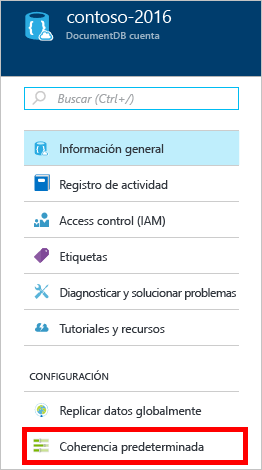 contoso-2016
DocumentDB cuenta
Buscar (Ctrl+/)
Información general
Registro de actividad
Access control (IAM)
Etiquetas
Diagnosticar y solucionar problemas
Tutoriales y recursos
CONFIGURACIÓN
Replicar datos globalmente
Coherencia predeterminada